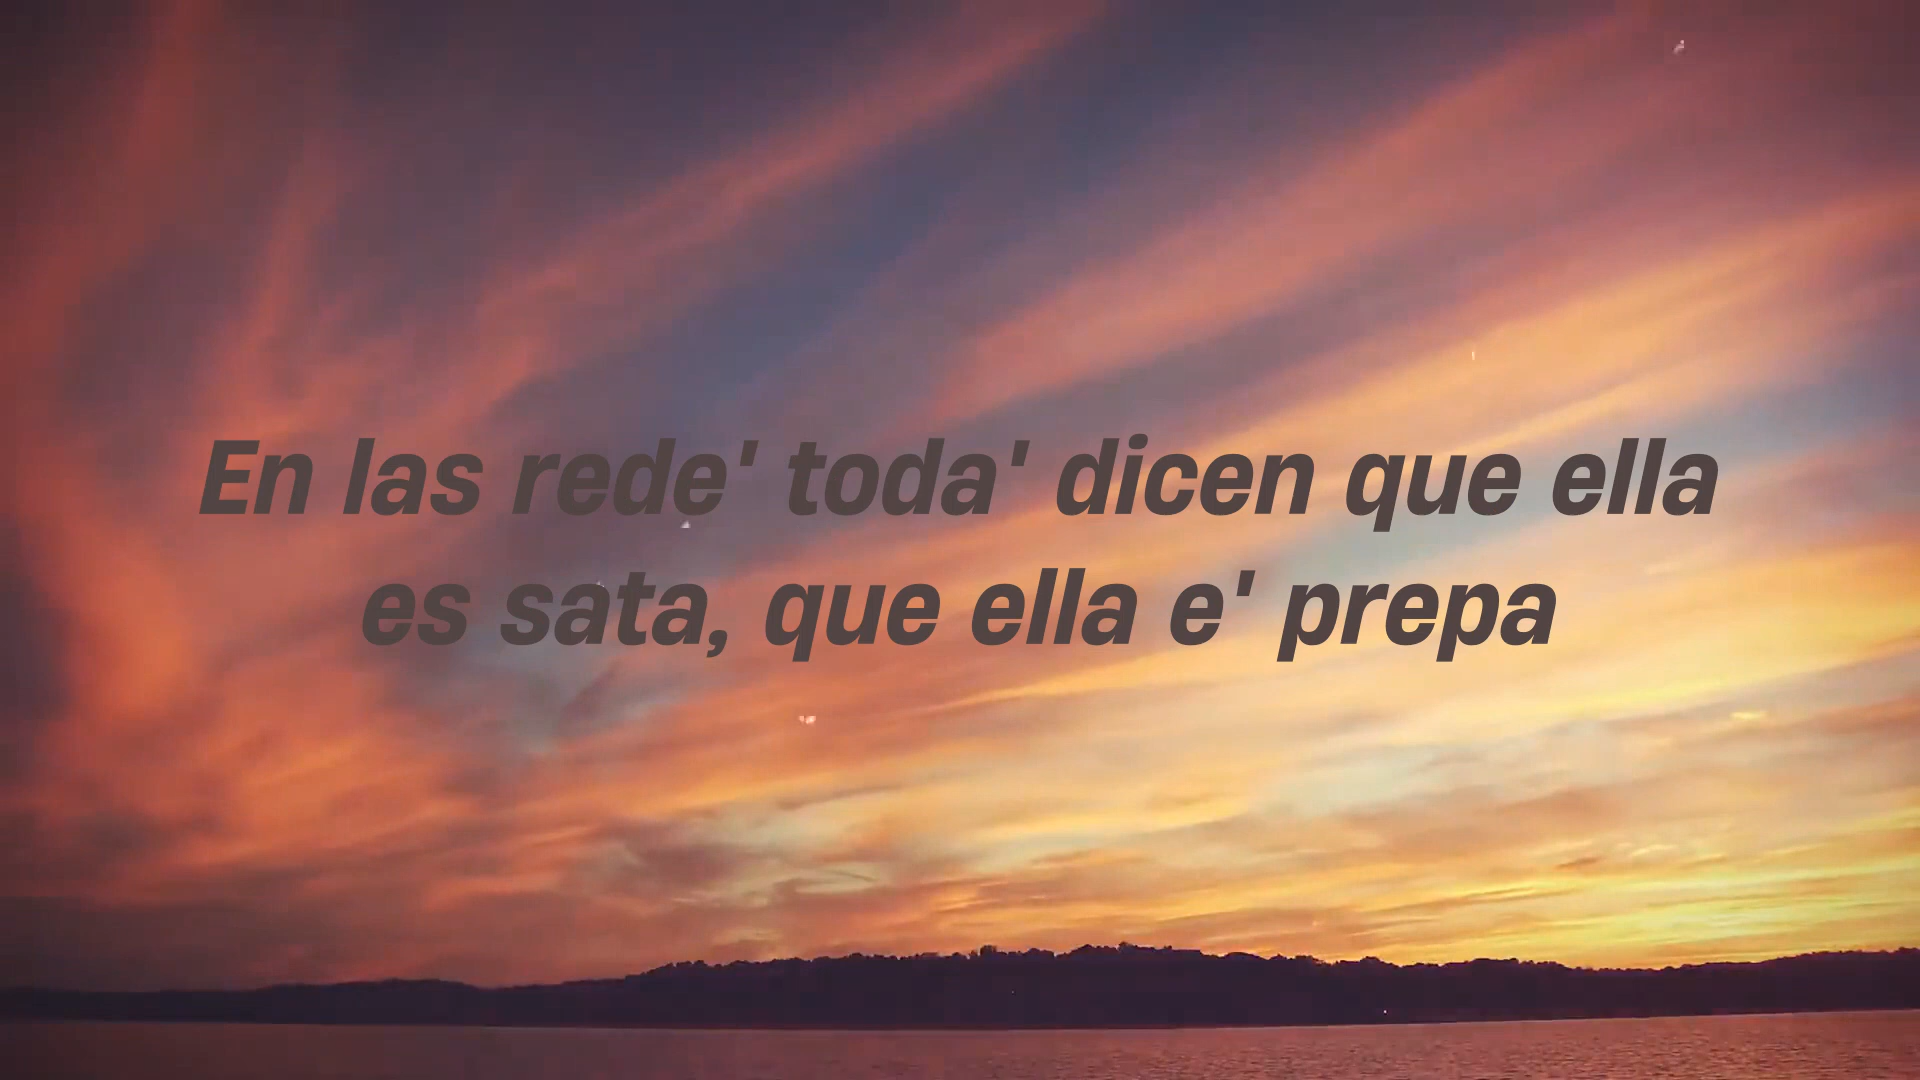 En las rede' toda' dicen que ella
es sata, que ella e' prepa